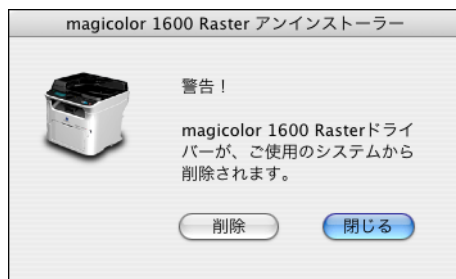 magicolor 1600 Raster アンインストーラー
警告！
magicolor 1600 Rasterドライ
バーが、ご使用のシステムから
削除されます。
削除
閉じる